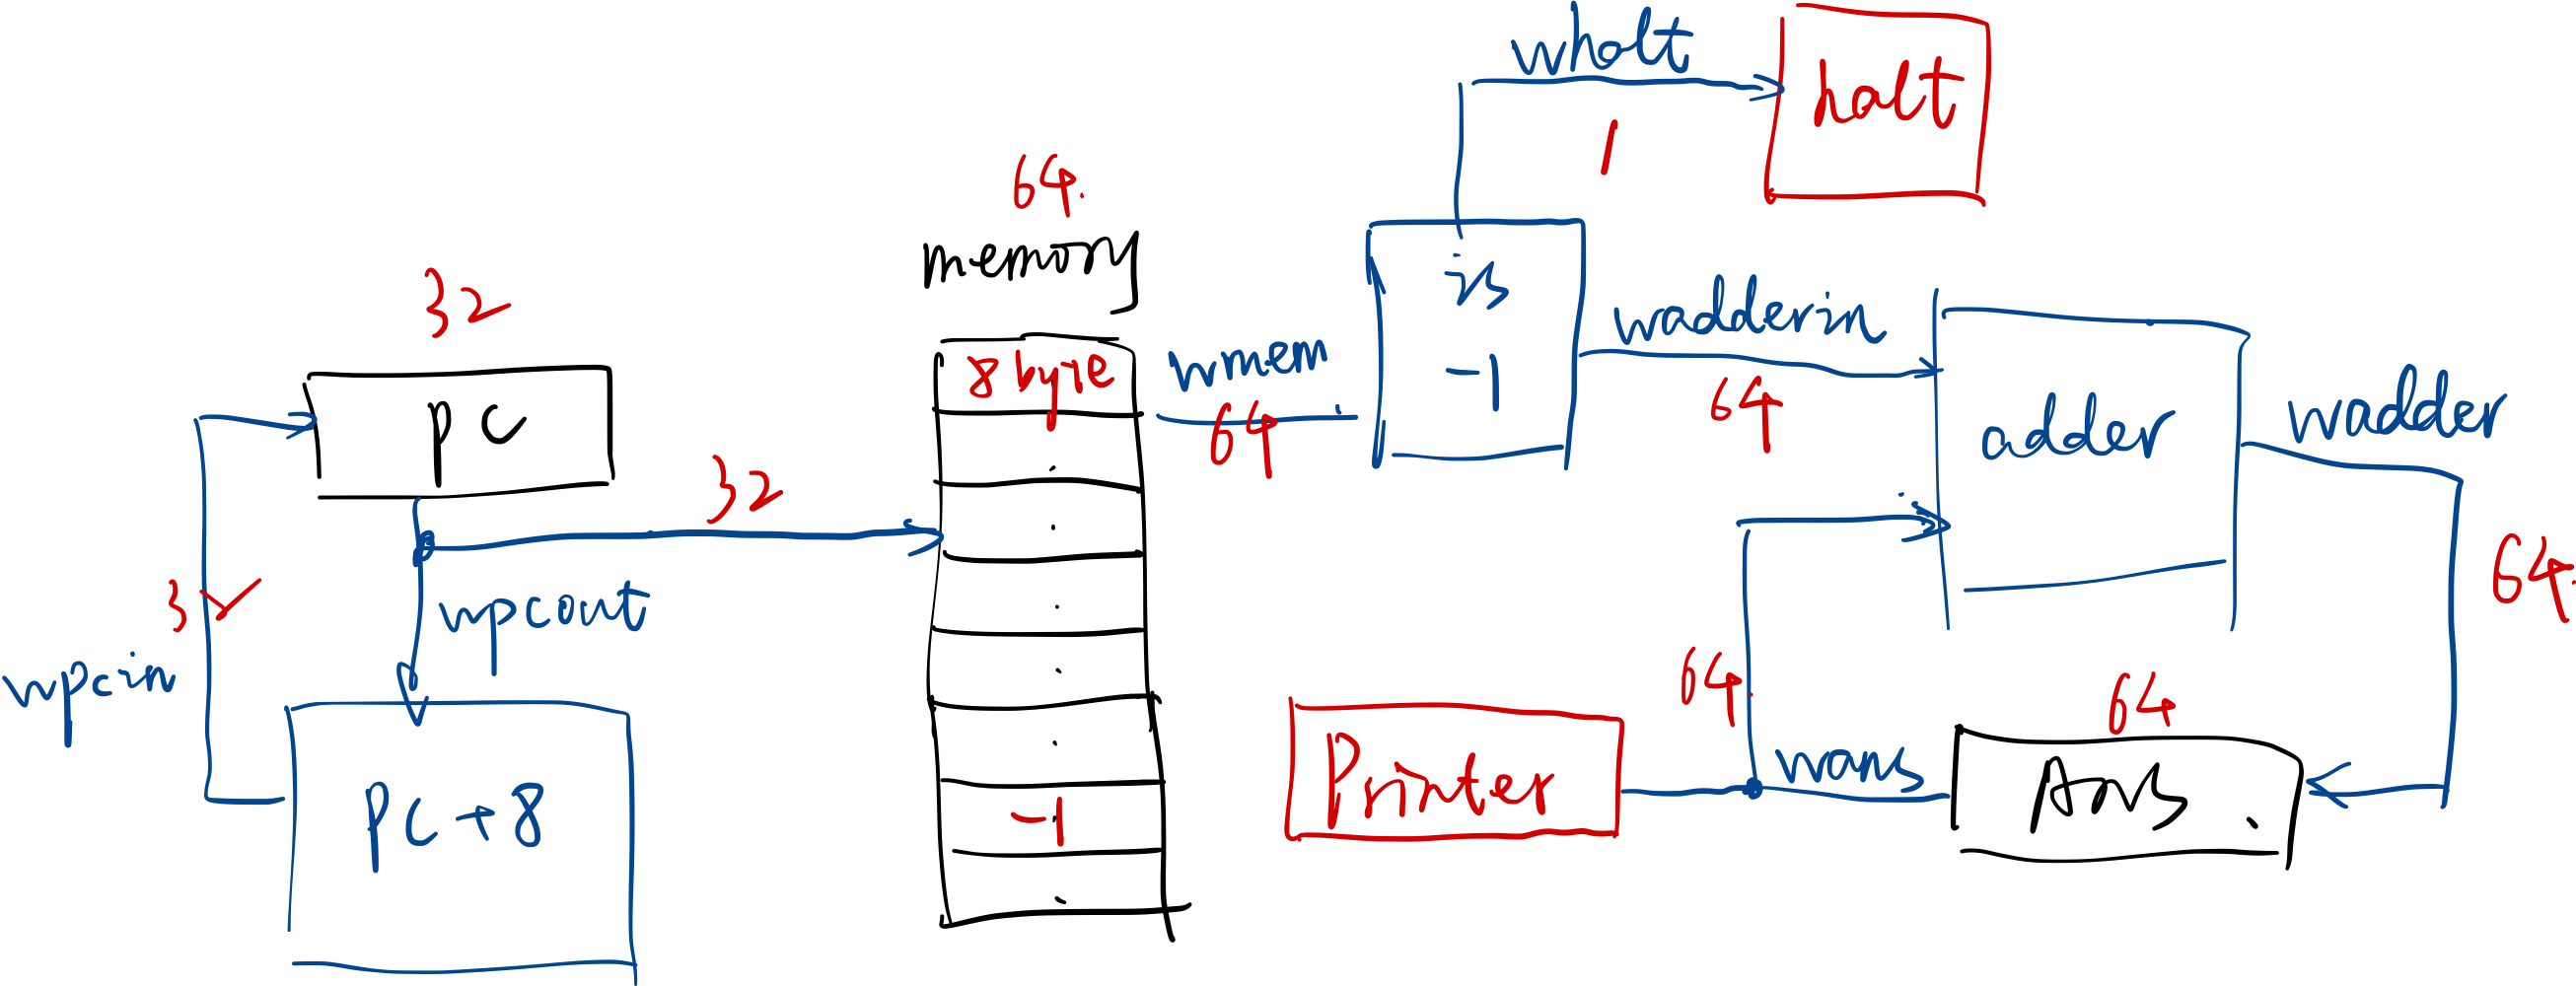 whalt
halt
1
64.
memory
32
is
-1
wadderin
64
adder
wadder
8 byte
wmem
64
pc
32
wpcout
32
wpcin
64.
64.
64
Printer
wans
Ans.
pc+8
-1